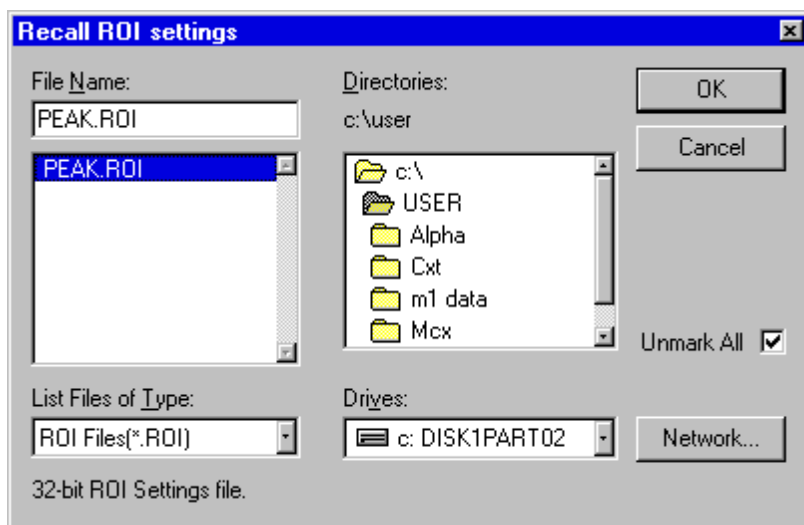 Recall ROI settings
File Name:
PEAK.ROI
PEAK.ROI
List Files of Type:
ROI Files(*.ROI)
32-bit ROI Settings file.
Directories:
c:\user
c:\
USER
Alpha
Cxt
m1 data
Mcx
Drives:
c: DISK1PART02
OK
Cancel
Unmark All
Network...